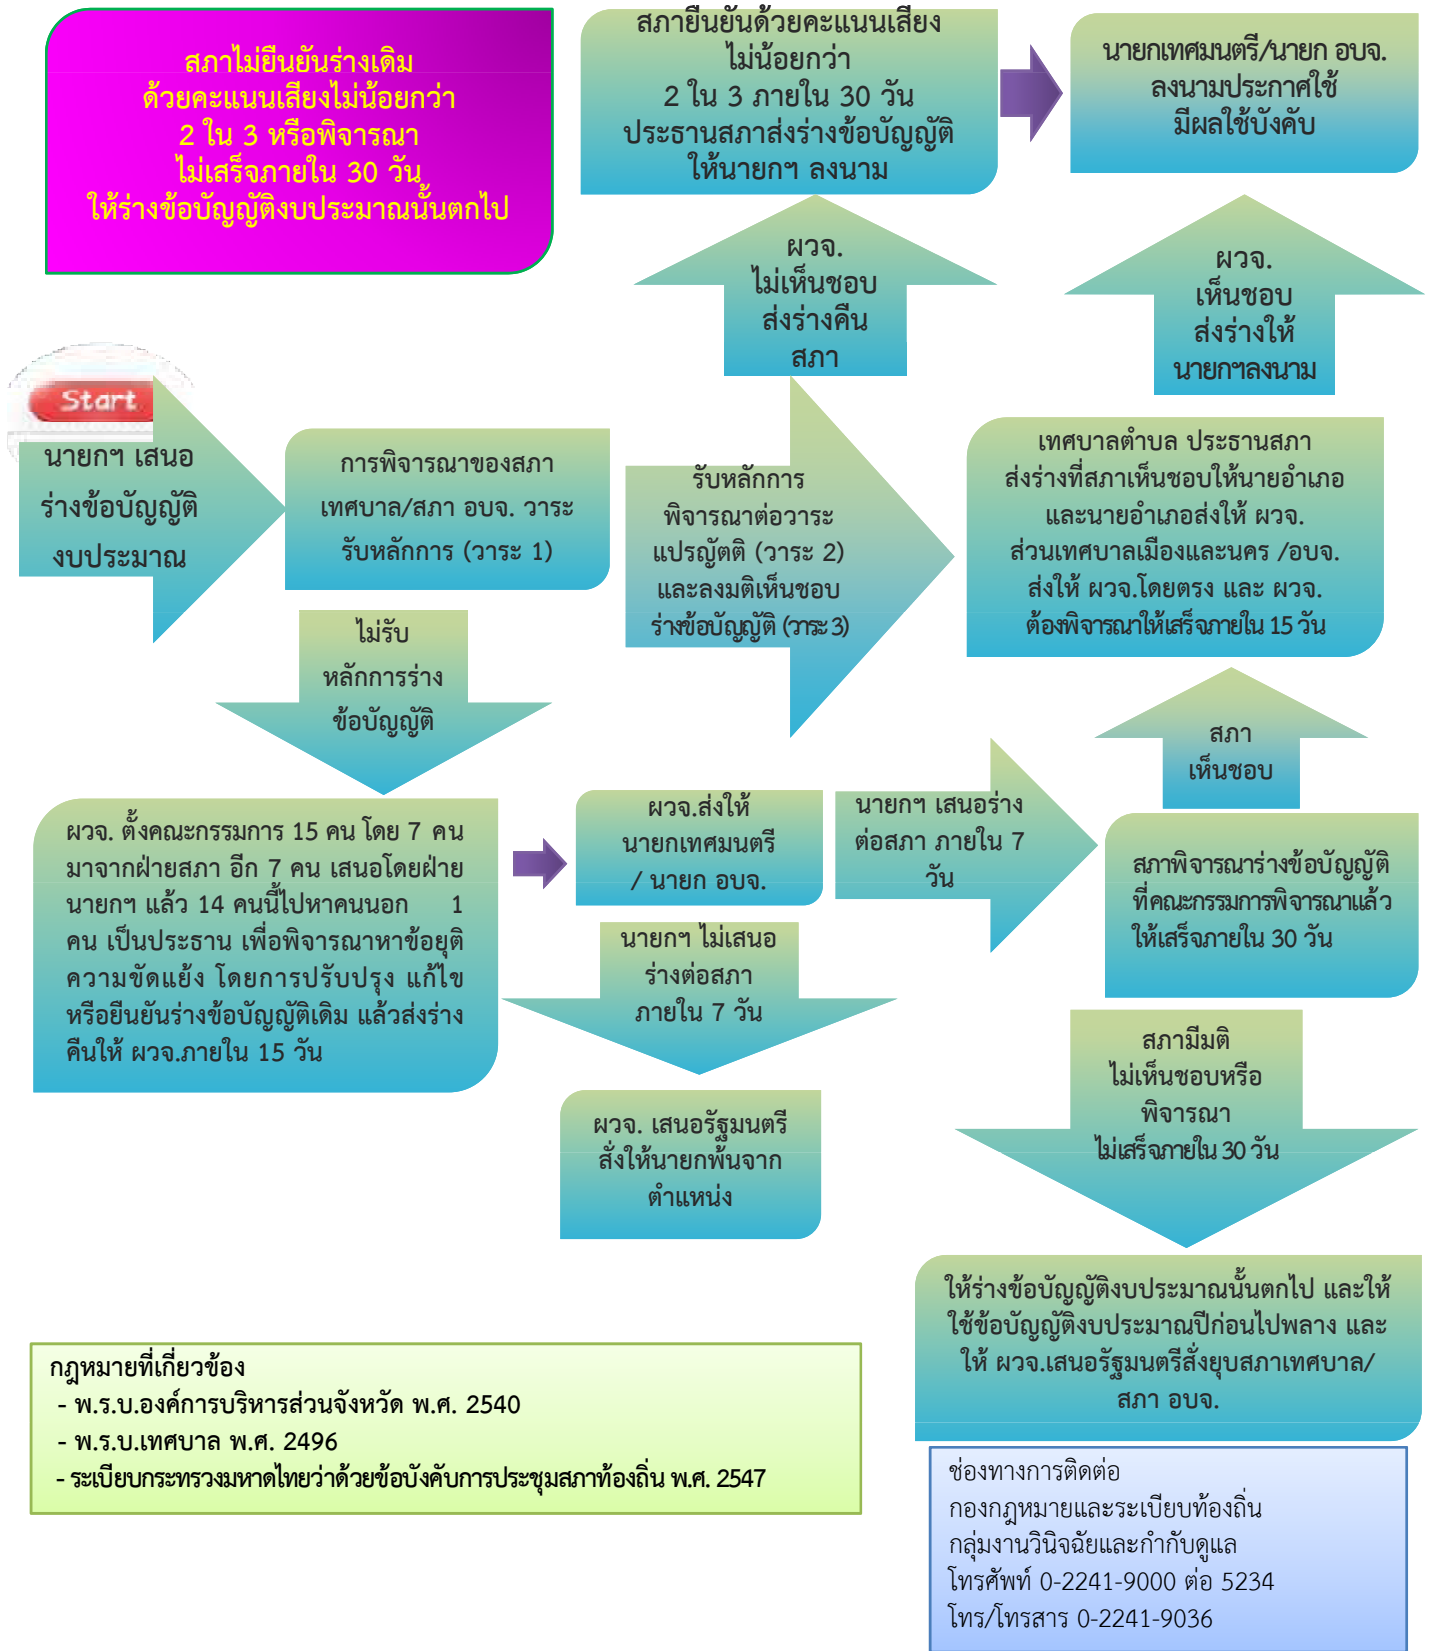 สภาไม่ยืนยันร่างเดิม
ด้วยคะแนนเสียงไม่น้อยกว่า
2 ใน 3 หรือพิจารณา
ไม่เสร็จภายใน 30 วัน
ให้ร่างข้อบัญญัติงบประมาณนั้นตกไป
สภายืนยันด้วยคะแนนเสียง
ไม่น้อยกว่า
2 ใน 3 ภายใน 30 วัน
ประธานสภาส่งร่างข้อบัญญัติ
ให้นายกฯ ลงนาม
นายกเทศมนตรี/นายก อบจ.
ลงนามประกาศใช้
มีผลใช้บังคับ
ผวจ.
ไม่เห็นชอบ
ส่งร่างคืน
สภา
ผวจ.
เห็นชอบ
ส่งร่างให้
นายกฯลงนาม
Start
นายกฯ เสนอ
ร่างข้อบัญญัติ
งบประมาณ
การพิจารณาของสภา
เทศบาล/สภา อบจ. วาระ
รับหลักการ (วาระ 1)
รับหลักการ
พิจารณาต่อวาระ
แปรญัตติ (วาระ 2)
และลงมติเห็นชอบ
ร่างข้อบัญญัติ (วาระ 3)
เทศบาลตำบล ประธานสภา
ส่งร่างที่สภาเห็นชอบให้นายอำเภอ
และนายอำเภอส่งให้ ผวจ.
ส่วนเทศบาลเมืองและนคร /อบจ.
ส่งให้ ผวจ.โดยตรง และ ผวจ.
ต้องพิจารณาให้เสร็จภายใน 15 วัน
ไม่รับ
หลักการร่าง
ข้อบัญญัติ
สภา
เห็นชอบ
ผวจ. ตั้งคณะกรรมการ 15 คน โดย 7 คน
มาจากฝ่ายสภา อีก 7 คน เสนอโดยฝ่าย
นายกฯ แล้ว 14 คนนี้ไปหาคนนอก 1
คน เป็นประธาน เพื่อพิจารณาหาข้อยุติ
ความขัดแย้ง โดยการปรับปรุง แก้ไข
หรือยืนยันร่างข้อบัญญัติเดิม แล้วส่งร่าง
คืนให้ ผวจ.ภายใน 15 วัน
ผวจ.ส่งให้
นายกเทศมนตรี
/ นายก อบจ.
นายกฯ เสนอร่าง
ต่อสภา ภายใน 7
วัน
สภาพิจารณาร่างข้อบัญญัติ
ที่คณะกรรมการพิจารณาแล้ว
ให้เสร็จภายใน 30 วัน
นายกฯ ไม่เสนอ
ร่างต่อสภา
ภายใน 7 วัน
สภามีมติ
ไม่เห็นชอบหรือ
พิจารณา
ไม่เสร็จภายใน 30 วัน
ผวจ. เสนอรัฐมนตรี
สั่งให้นายกพ้นจาก
ตำแหน่ง
ให้ร่างข้อบัญญัติงบประมาณนั้นตกไป และให้
ใช้ข้อบัญญัติงบประมาณปีก่อนไปพลาง และ
ให้ ผวจ.เสนอรัฐมนตรีสั่งยุบสภาเทศบาล/
สภา อบจ.
กฎหมายที่เกี่ยวข้อง
- พ.ร.บ.องค์การบริหารส่วนจังหวัด พ.ศ. 2540
- พ.ร.บ.เทศบาล พ.ศ. 2496
- ระเบียบกระทรวงมหาดไทยว่าด้วยข้อบังคับการประชุมสภาท้องถิ่น พ.ศ. 2547
ช่องทางการติดต่อ
กองกฎหมายและระเบียบท้องถิ่น
กลุ่มงานวินิจฉัยและกำกับดูแล
โทรศัพท์ 0-2241-9000 ต่อ 5234
โทร/โทรสาร 0-2241-9036